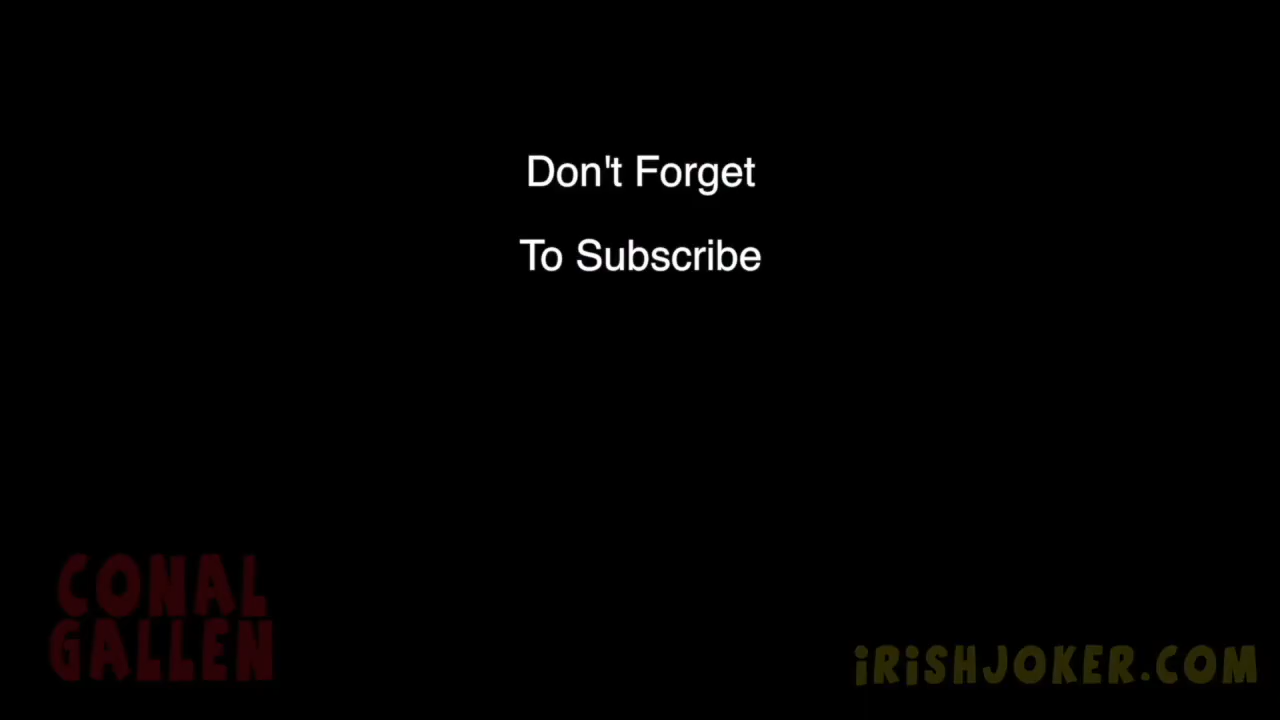 Don't Forget
To Subscribe
CONAL
GALLEN
iRiSHJOKER.COM